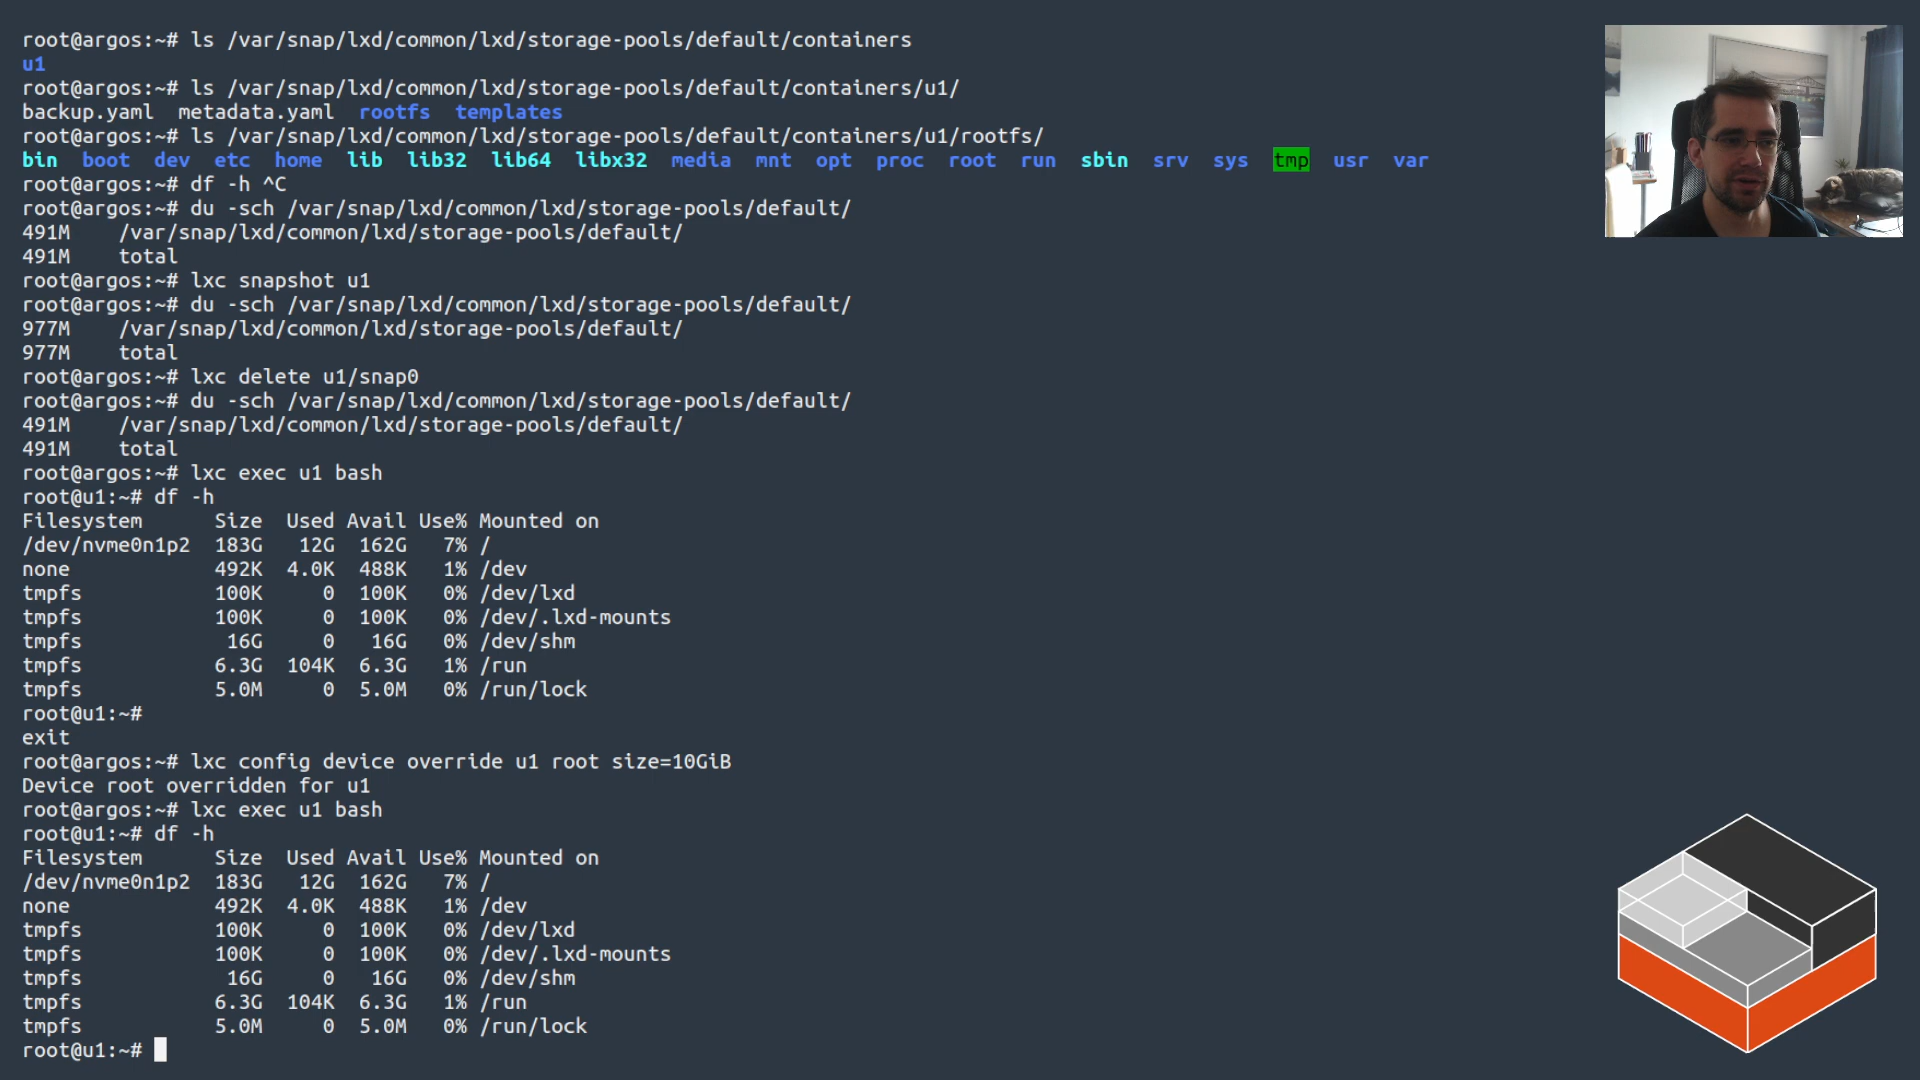 root@argos:~# ls /var/snap/lxd/common/lxd/storage-pools/default/containers
u1
root@argos:~# ls /var/snap/lxd/common/lxd/storage-pools/default/containers/u1/
backup.yaml  metadata.yaml  rootfs  templates
root@argos:~# ls /var/snap/lxd/common/lxd/storage-pools/default/containers/u1/rootfs/
bin  boot  dev  etc  home  lib  lib32  lib64  libx32  media  mnt  opt  proc  root  run  sbin  srv  sys  tmp  usr  var
root@argos:~# df -h ^C
root@argos:~# du -sch /var/snap/lxd/common/lxd/storage-pools/default/
491M    /var/snap/lxd/common/lxd/storage-pools/default/
491M    total
root@argos:~# lxc snapshot u1
root@argos:~# du -sch /var/snap/lxd/common/lxd/storage-pools/default/
977M    /var/snap/lxd/common/lxd/storage-pools/default/
977M    total
root@argos:~# lxc delete u1/snap0
root@argos:~# du -sch /var/snap/lxd/common/lxd/storage-pools/default/
491M    /var/snap/lxd/common/lxd/storage-pools/default/
491M    total
root@argos:~# lxc exec u1 bash
root@u1:~# df -h
Filesystem      Size  Used Avail Use% Mounted on
/dev/nvme0n1p2  183G   12G  162G   7% /
none            492K  4.0K  488K   1% /dev
tmpfs           100K     0  100K   0% /dev/lxd
tmpfs           100K     0  100K   0% /dev/.lxd-mounts
tmpfs            16G     0   16G   0% /dev/shm
tmpfs           6.3G  104K  6.3G   1% /run
tmpfs           5.0M     0  5.0M   0% /run/lock
root@u1:~#
exit
root@argos:~# lxc config device override u1 root size=10GiB
Device root overridden for u1
root@argos:~# lxc exec u1 bash
root@u1:~# df -h
Filesystem      Size  Used Avail Use% Mounted on
/dev/nvme0n1p2  183G   12G  162G   7% /
none            492K  4.0K  488K   1% /dev
tmpfs           100K     0  100K   0% /dev/lxd
tmpfs           100K     0  100K   0% /dev/.lxd-mounts
tmpfs            16G     0   16G   0% /dev/shm
tmpfs           6.3G  104K  6.3G   1% /run
tmpfs           5.0M     0  5.0M   0% /run/lock
root@u1:~#